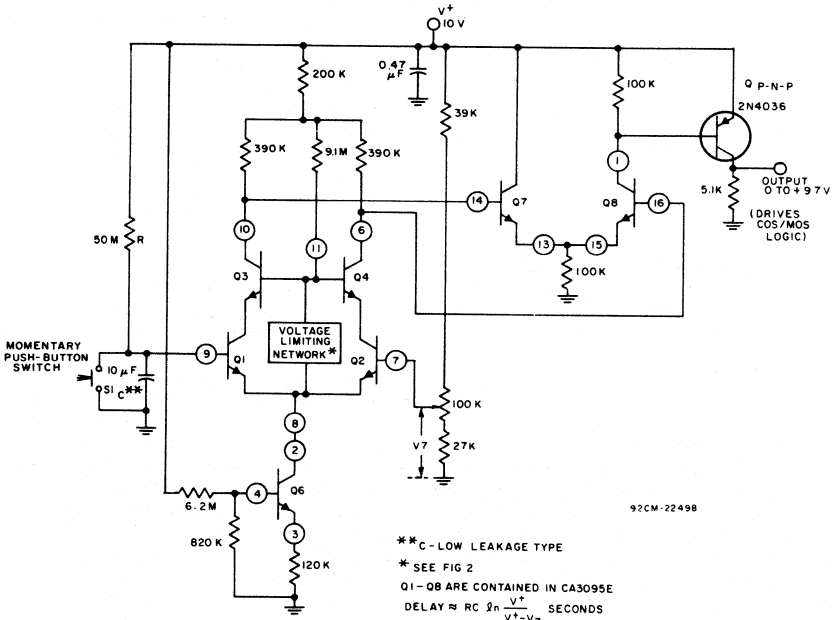 V+
10 V
200 K
0.47
µF
39K
100 K
Q P-N-P
2N4036
390K
9.1M
390K
1
14
Q7
Q8
16
5.1K
OUTPUT
0 TO + 9.7 V
(DRIVES
COS/MOS
LOGIC)
50 M R
10
11
6
13
15
Q3
Q4
100K
MOMENTARY
PUSH-BUTTON
SWITCH
VOLTAGE
LIMITING
NETWORK*
9
Q1
Q2
7
10 µF
S1 C**
100 K
8
V7
27K
2
4
Q6
6.2M
3
820 K
120K
92CM-22498
**C-LOW LEAKAGE TYPE
* SEE FIG 2
Q1-Q8 ARE CONTAINED IN CA3095E
DELAY ≈ RC ln V+ SECONDS
V+-V7